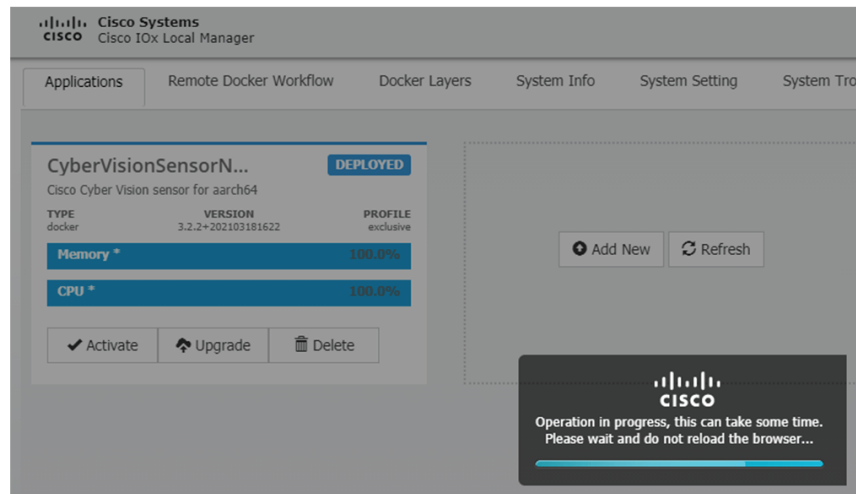 Cisco Systems
CISCO Cisco IOx Local Manager
Applications Remote Docker Workflow Docker Layers System Info System Setting System Tro
CyberVisionSensorN... DEPLOYED
Cisco Cyber Vision sensor for aarch64
TYPE VERSION PROFILE
docker 3.2.2+202103181622 exclusive
Memory * 100.0%
Add New Refresh
CPU * 100.0%
Activate Upgrade Delete
CISCO
Operation in progress, this can take some time.
Please wait and do not reload the browser...